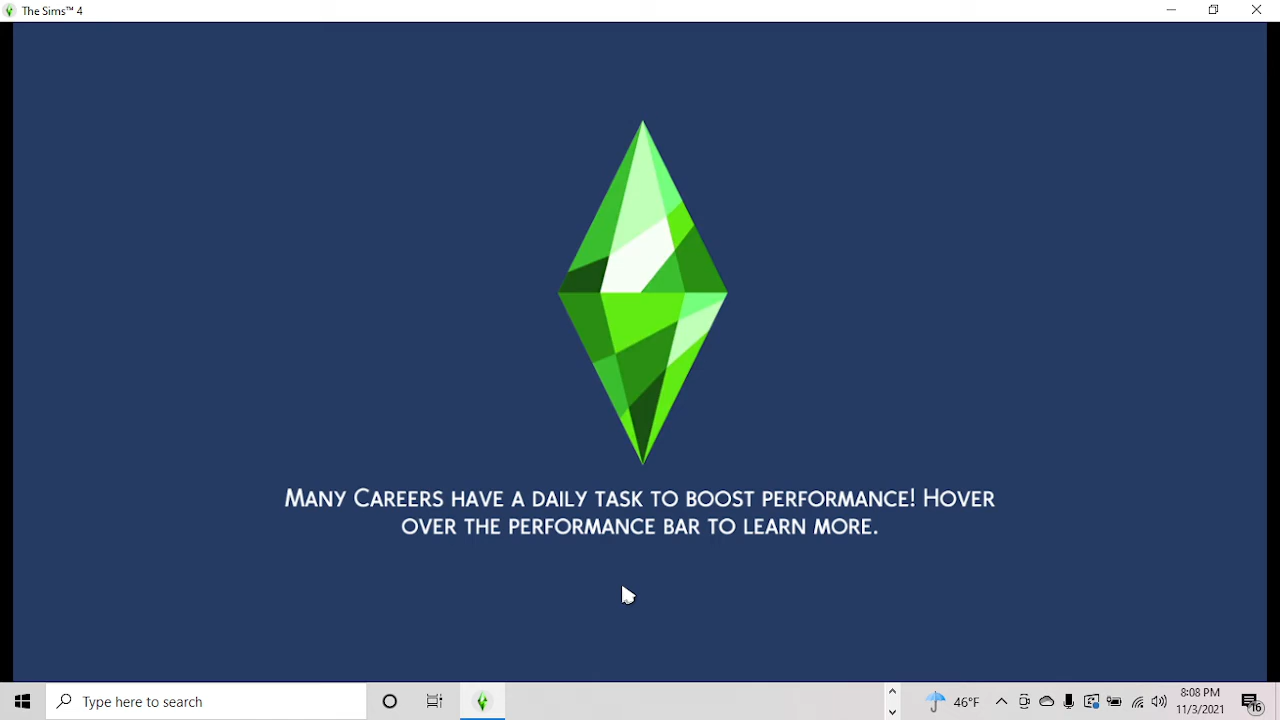 The Sims™ 4
Many Careers have a daily task to boost performance! Hover
over the performance bar to learn more.
Type here to search
46°F
8:08 PM
11/3/2021
16